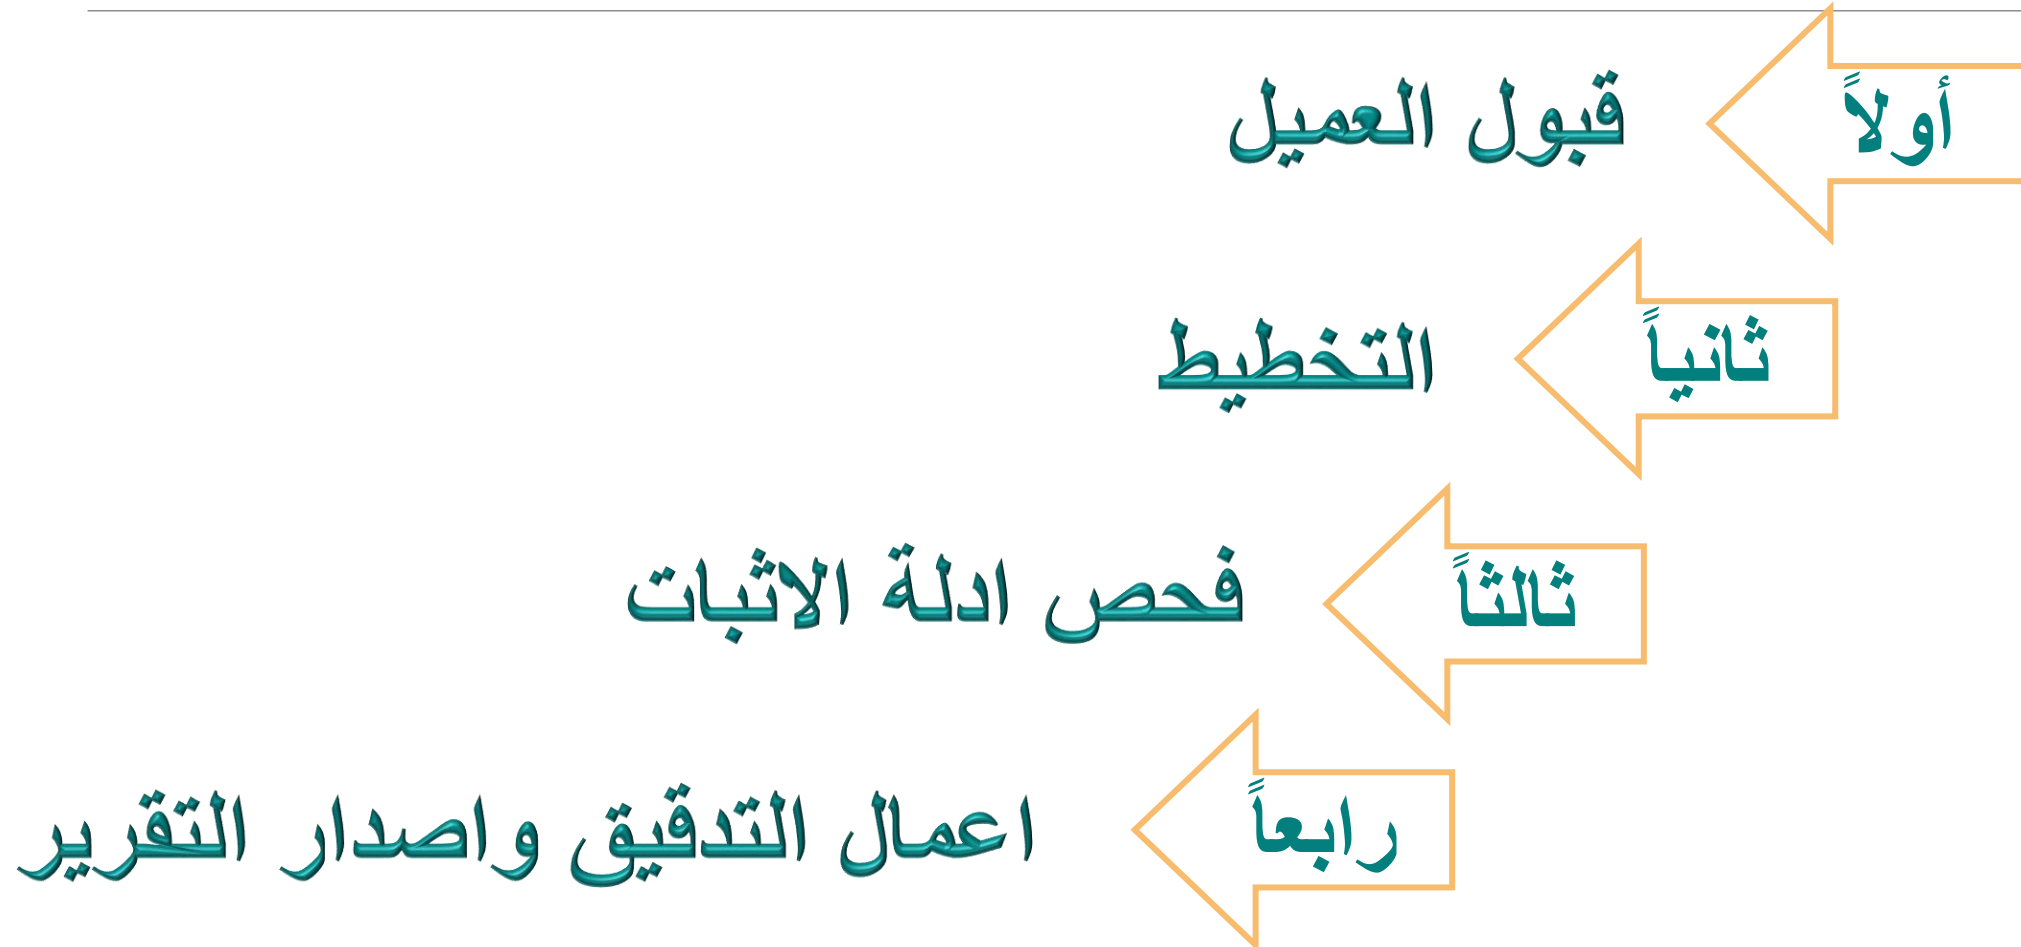 أولاً
قبول العميل
ثانياً
التخطيط
ثالثاً
فحص ادلة الاثبات
رابعاً
اعمال التدقيق واصدار التقرير